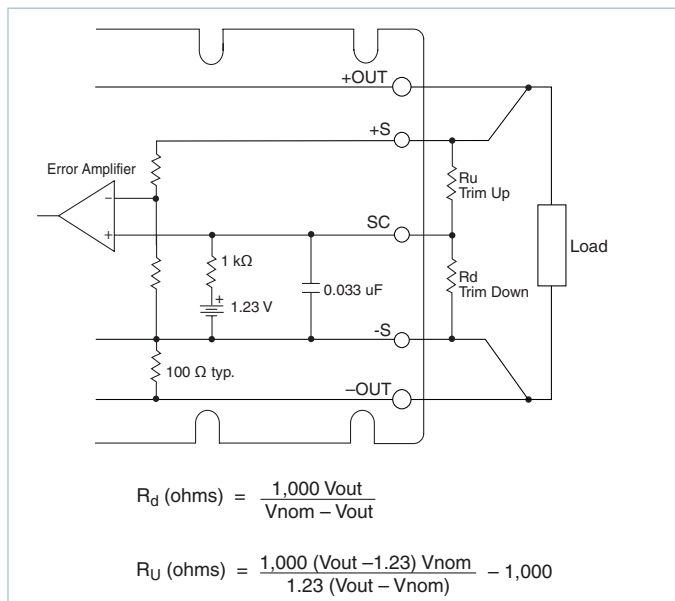 +OUT
+S
Error Amplifier
Ru
Trim Up
−
+
SC
Load
1 kΩ
Rd
Trim Down
+
0.033 uF
1.23 V
-S
100 Ω typ.
–OUT
Rd (ohms) = 1,000 Vout / Vnom – Vout
RU (ohms) = 1,000 (Vout –1.23) Vnom / 1.23 (Vout – Vnom) – 1,000